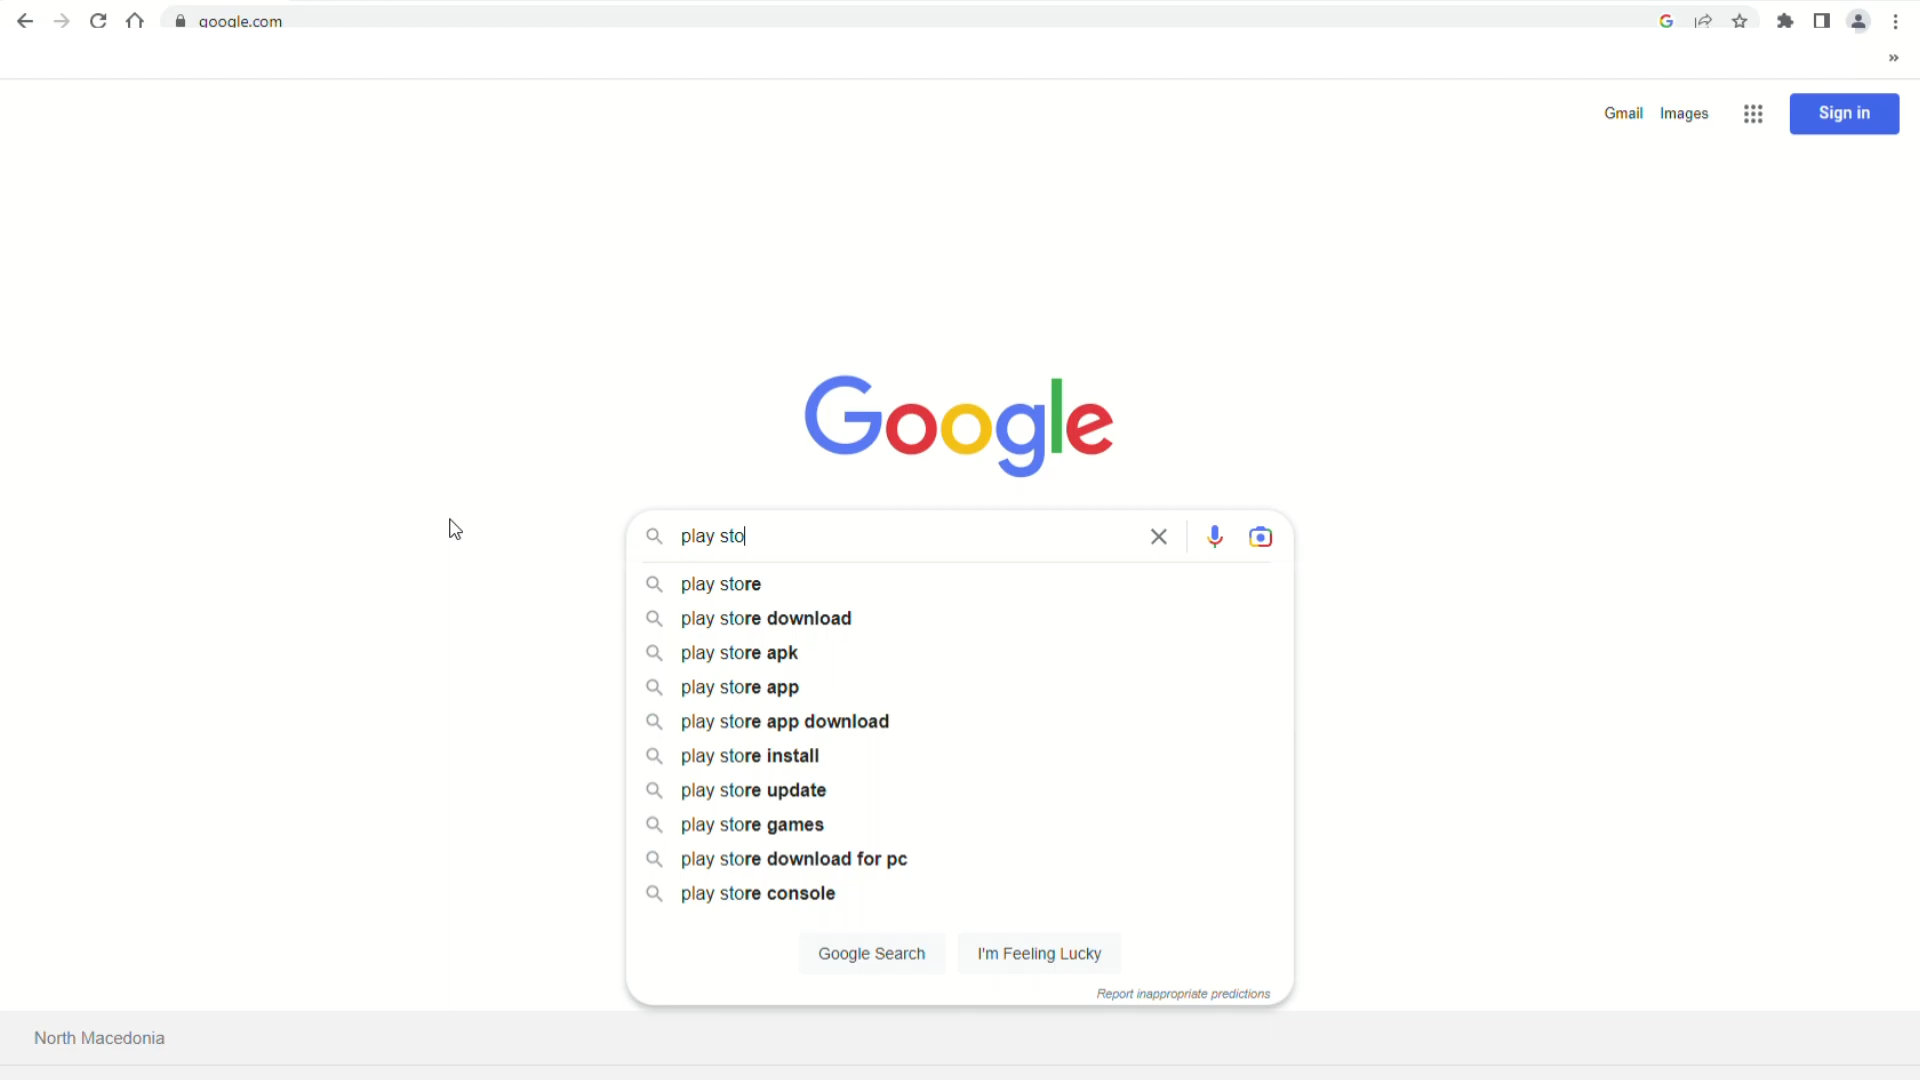 google.com
Gmail
Images
Sign in
Google
play sto
play store
play store download
play store apk
play store app
play store app download
play store install
play store update
play store games
play store download for pc
play store console
Google Search
I'm Feeling Lucky
Report inappropriate predictions
North Macedonia